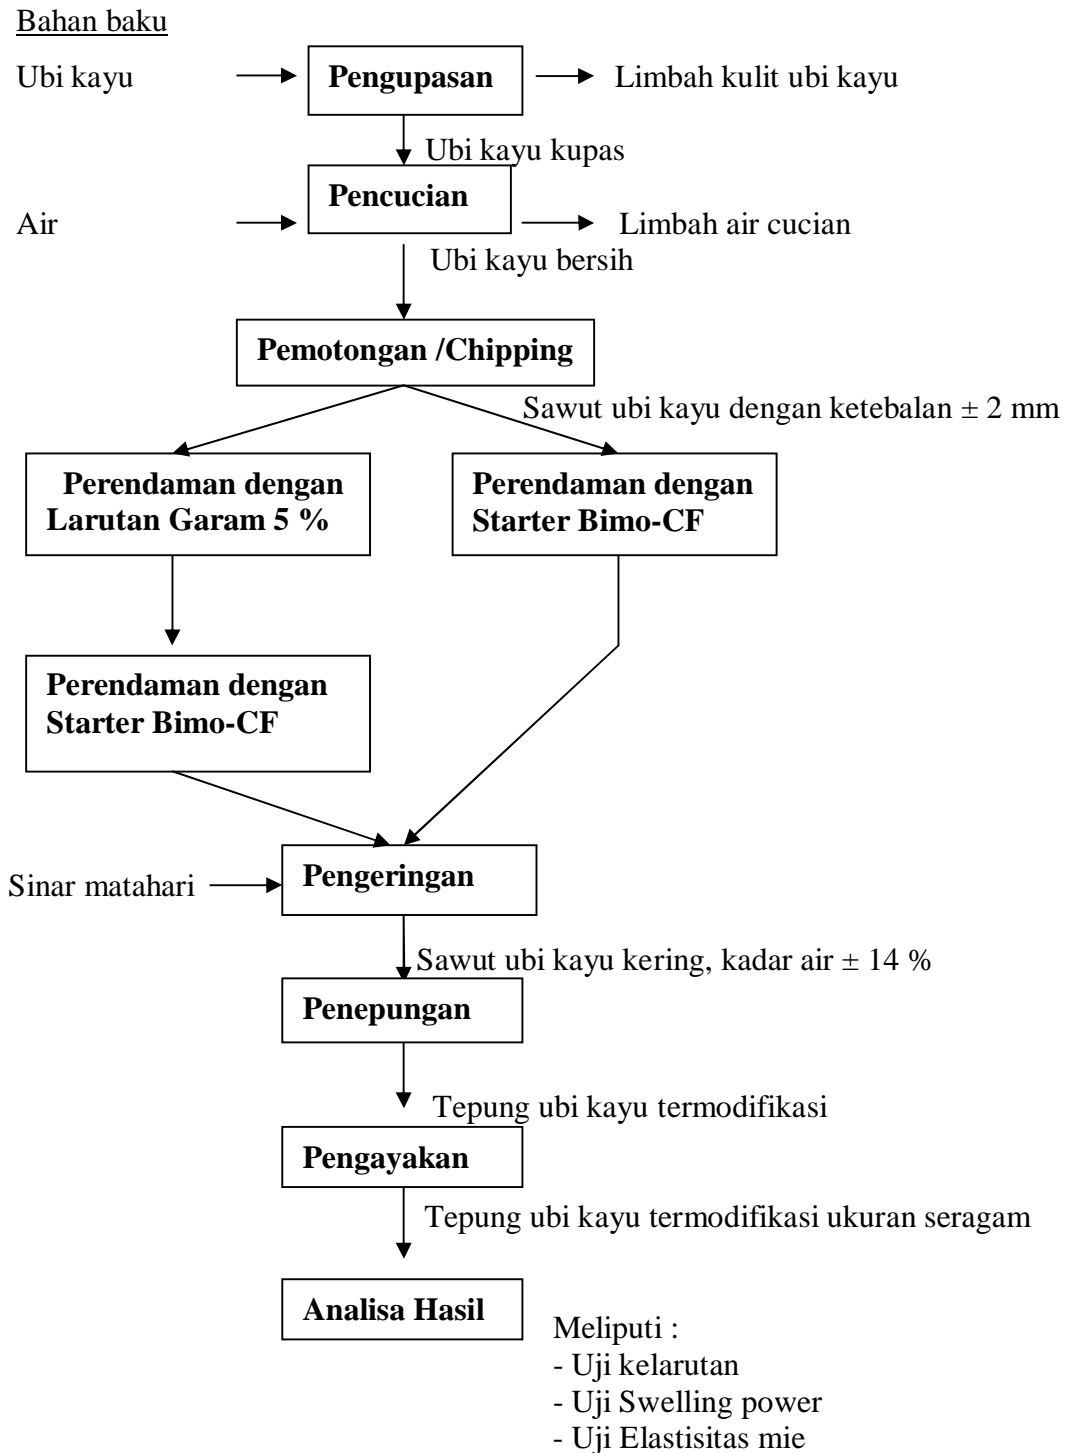 Bahan baku
Ubi kayu
Pengupasan
Limbah kulit ubi kayu
Ubi kayu kupas
Air
Pencucian
Limbah air cucian
Ubi kayu bersih
Pemotongan /Chipping
Sawut ubi kayu dengan ketebalan ± 2 mm
Perendaman dengan
Larutan Garam 5 %
Perendaman dengan
Starter Bimo-CF
Perendaman dengan
Starter Bimo-CF
Sinar matahari
Pengeringan
Sawut ubi kayu kering, kadar air ± 14 %
Penepungan
Tepung ubi kayu termodifikasi
Pengayakan
Tepung ubi kayu termodifikasi ukuran seragam
Analisa Hasil
Meliputi :
- Uji kelarutan
- Uji Swelling power
- Uji Elastisitas mie